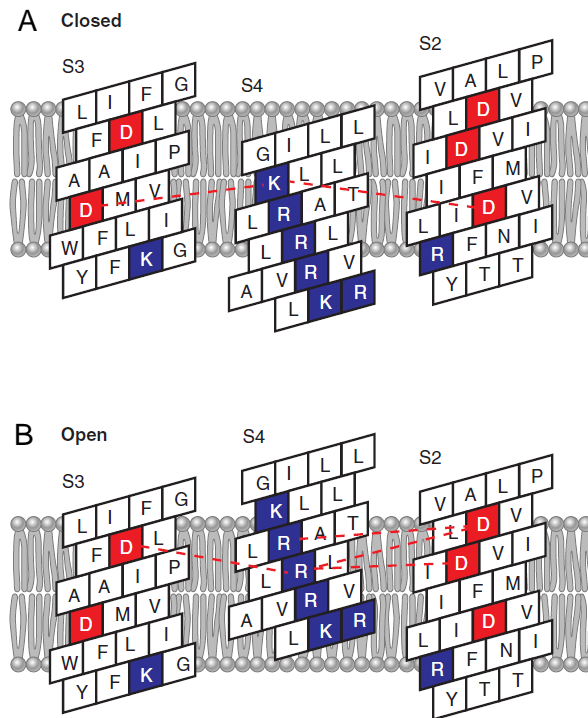 A Closed
S3
L I F G
F D L
A A I P
D M V
W F L I
Y F K G
S4
G I L L
K L L
L R A T
L R L
A V R V
L K R
S2
V A L P
L D V
I D V I
I F M
L I D V
R F N I
Y T T
B Open
S3
L I F G
F D L
A A I P
D M V
W F L I
Y F K G
S4
G I L L
K L L
L R A T
L R L
A V R V
L K R
S2
V A L P
L D V
I D V I
I F M
L I D V
R F N I
Y T T